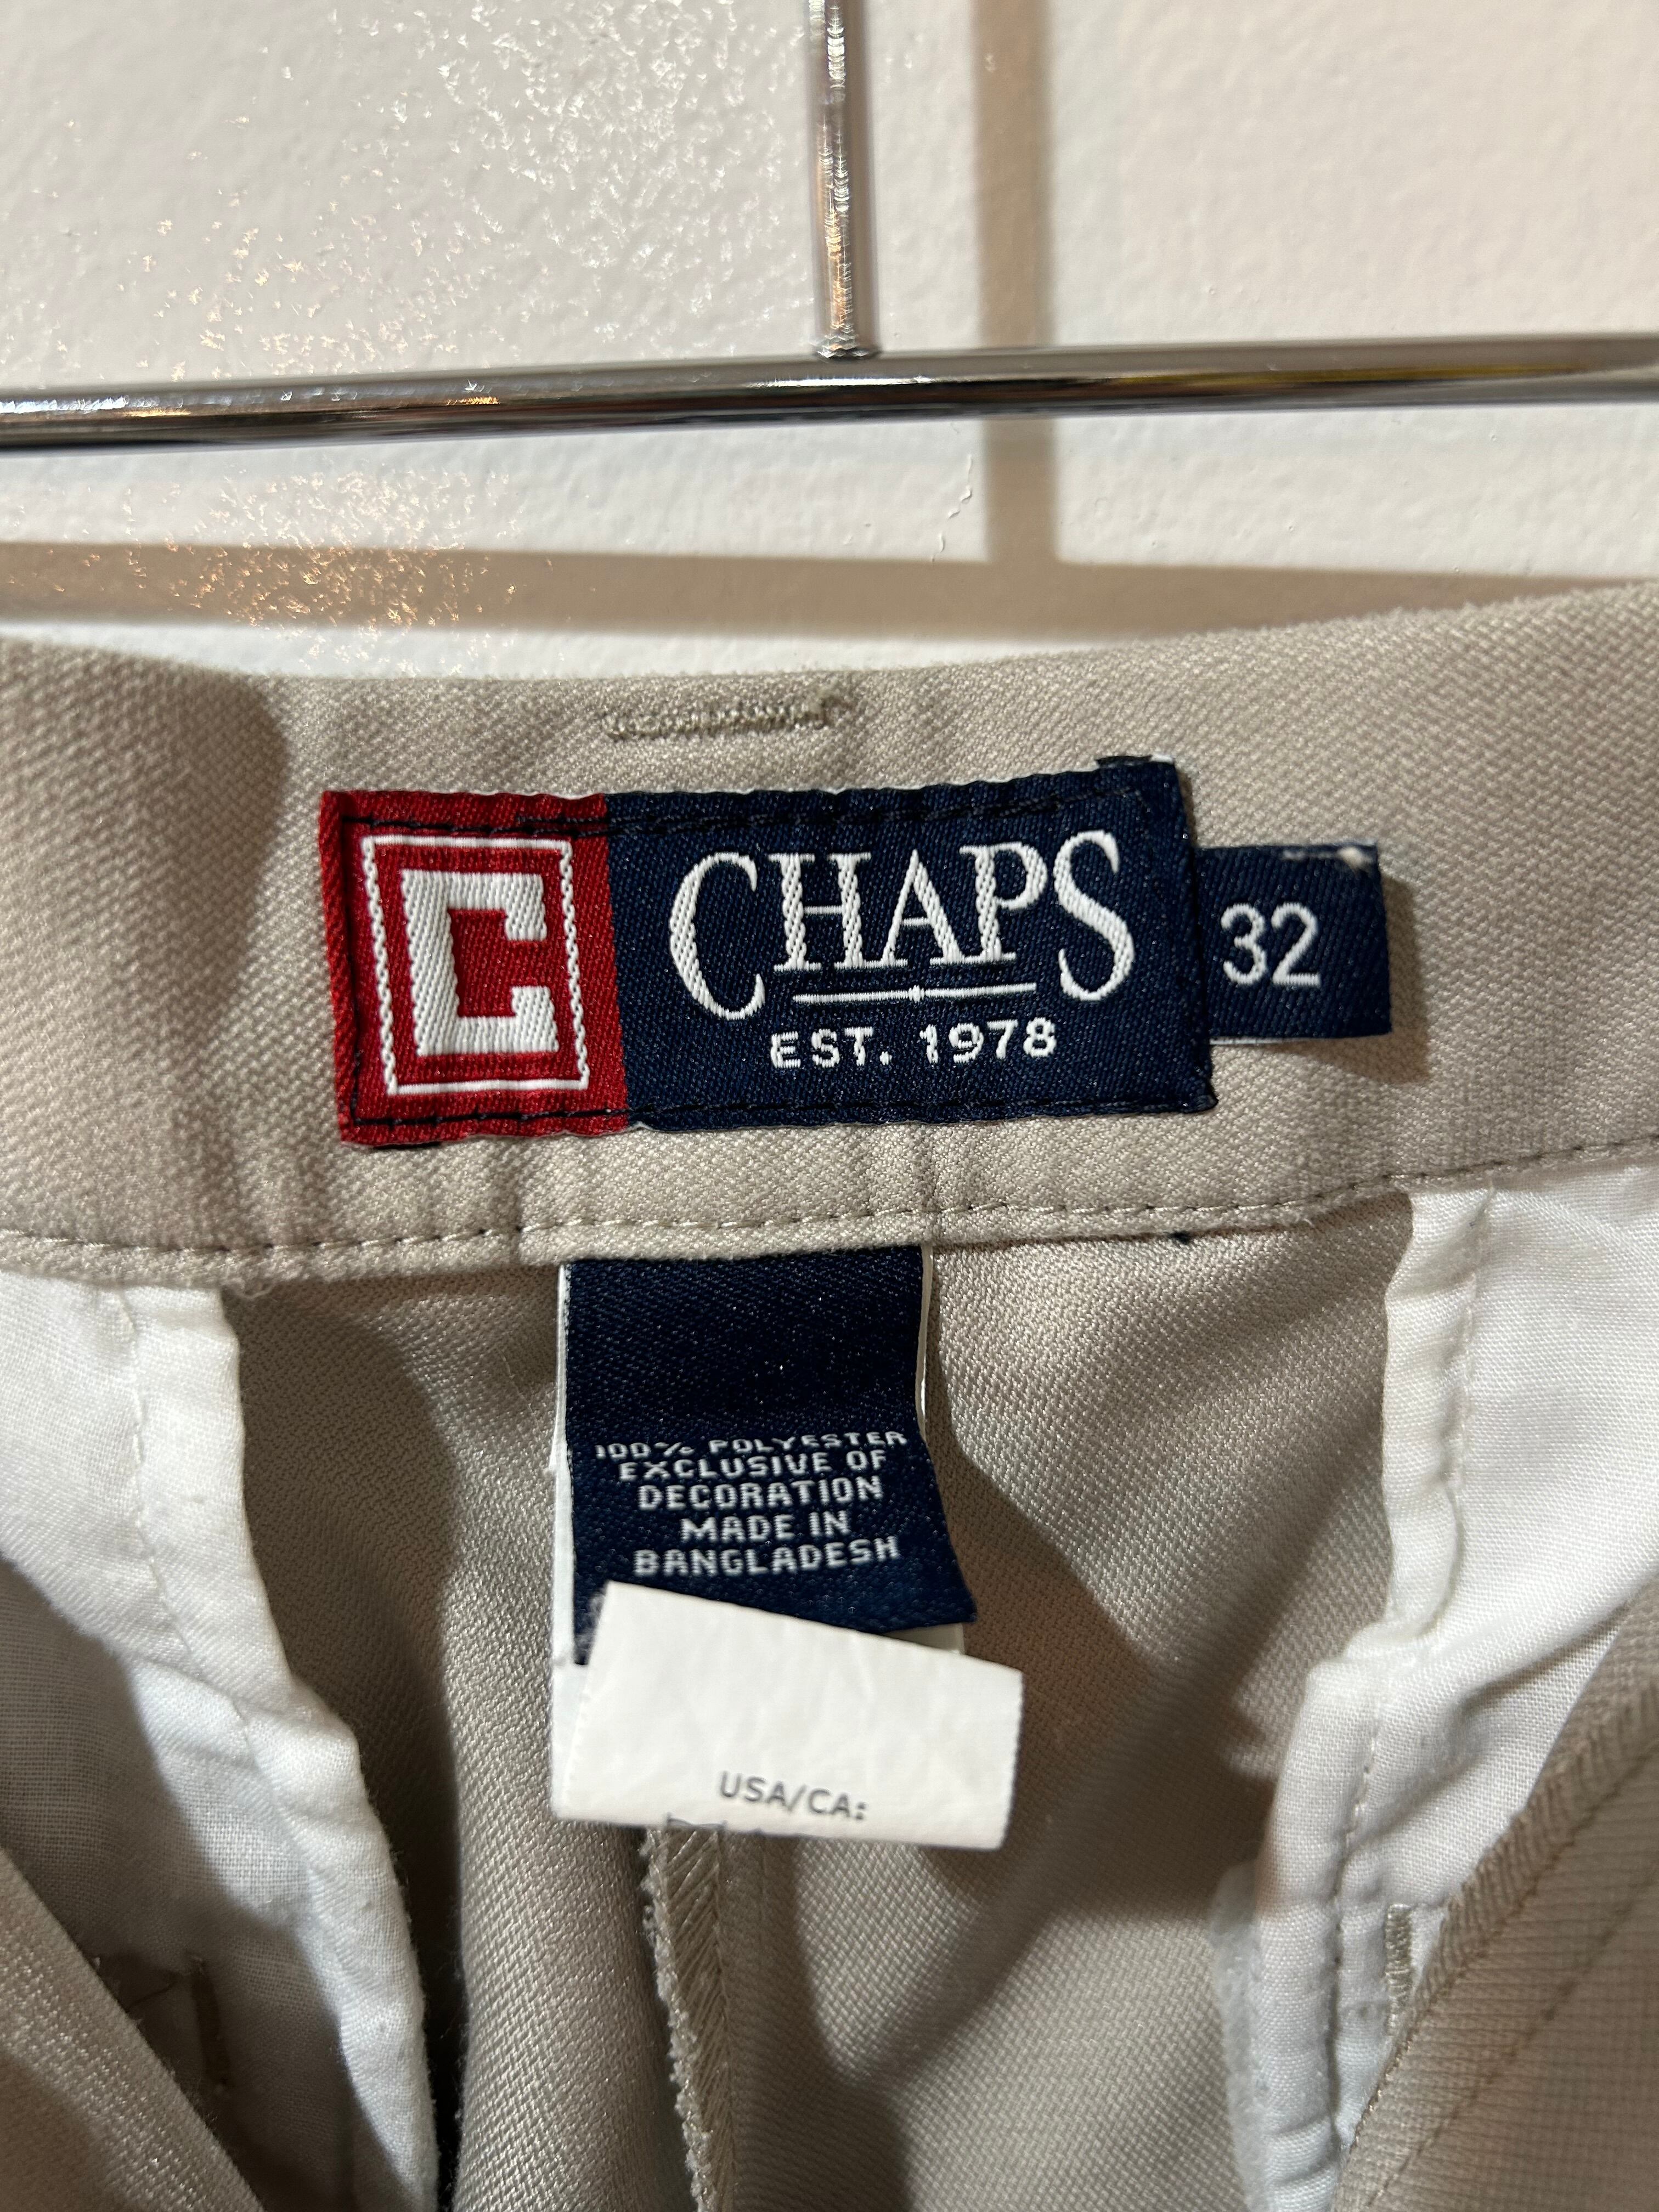 C
CHAPS
EST. 1978
32
100% POLYESTER
EXCLUSIVE OF
DECORATION
MADE IN
BANGLADESH
USA/CA: